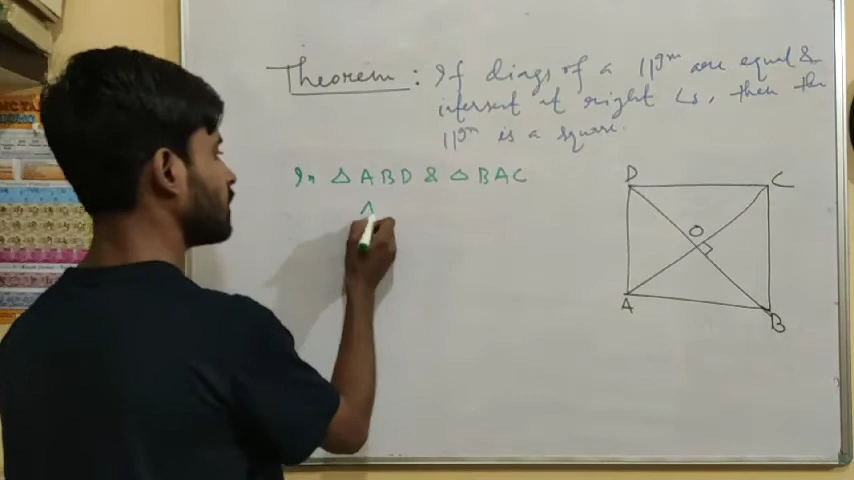 Theorem : If diags of a ||gm are equal &
intersect at right ∠s, then the
||gm is a square.
In △ ABD & △ BAC
A
D
C
O
A
B